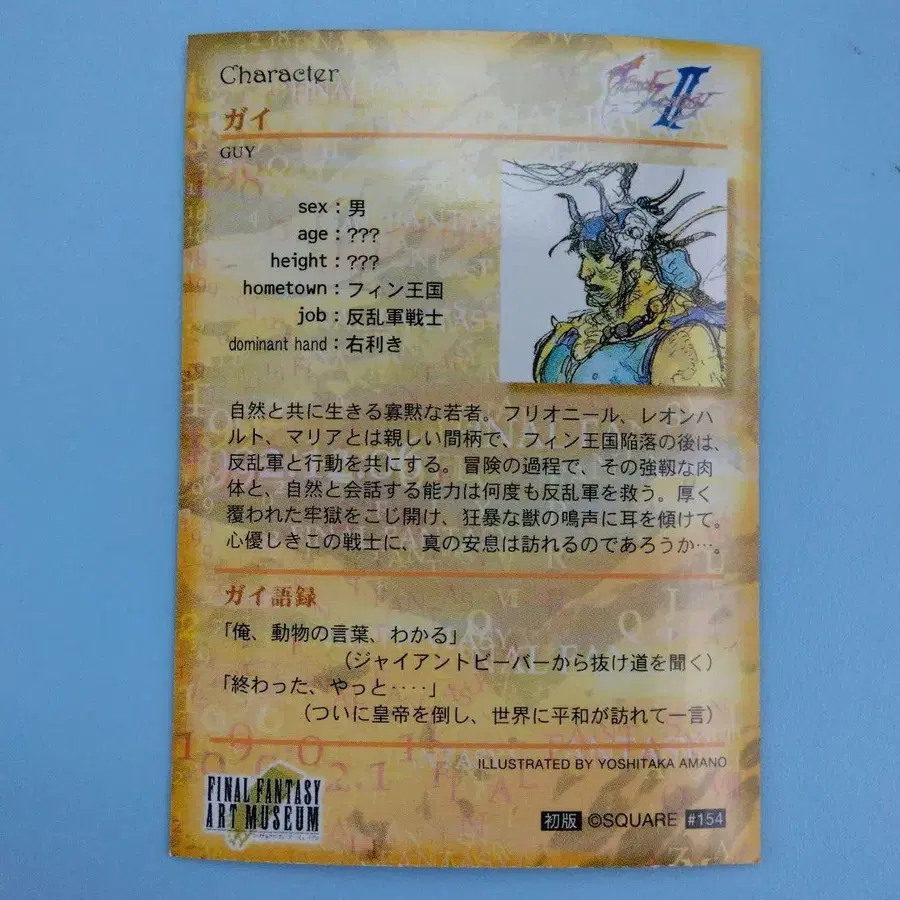 Character
FINAL FANTASY II
ガイ
GUY
sex：男
age：???
height：???
hometown：フィン王国
job：反乱軍戦士
dominant hand：右利き
自然と共に生きる寡黙な若者。フリオニール、レオンハ
ルト、マリアとは親しい間柄で、フィン王国陥落の後は、
反乱軍と行動を共にする。冒険の過程で、その強靱な肉
体と、自然と会話する能力は何度も反乱軍を救う。厚く
覆われた牢獄をこじ開け、狂暴な獣の鳴声に耳を傾けて。
心優しきこの戦士に、真の安息は訪れるのであろうか…。
ガイ語録
「俺、動物の言葉、わかる」
（ジャイアントビーバーから抜け道を聞く）
「終わった、やっと‥‥」
（ついに皇帝を倒し、世界に平和が訪れて一言）
ILLUSTRATED BY YOSHITAKA AMANO
FINAL FANTASY
ART MUSEUM
初版 ©SQUARE #154